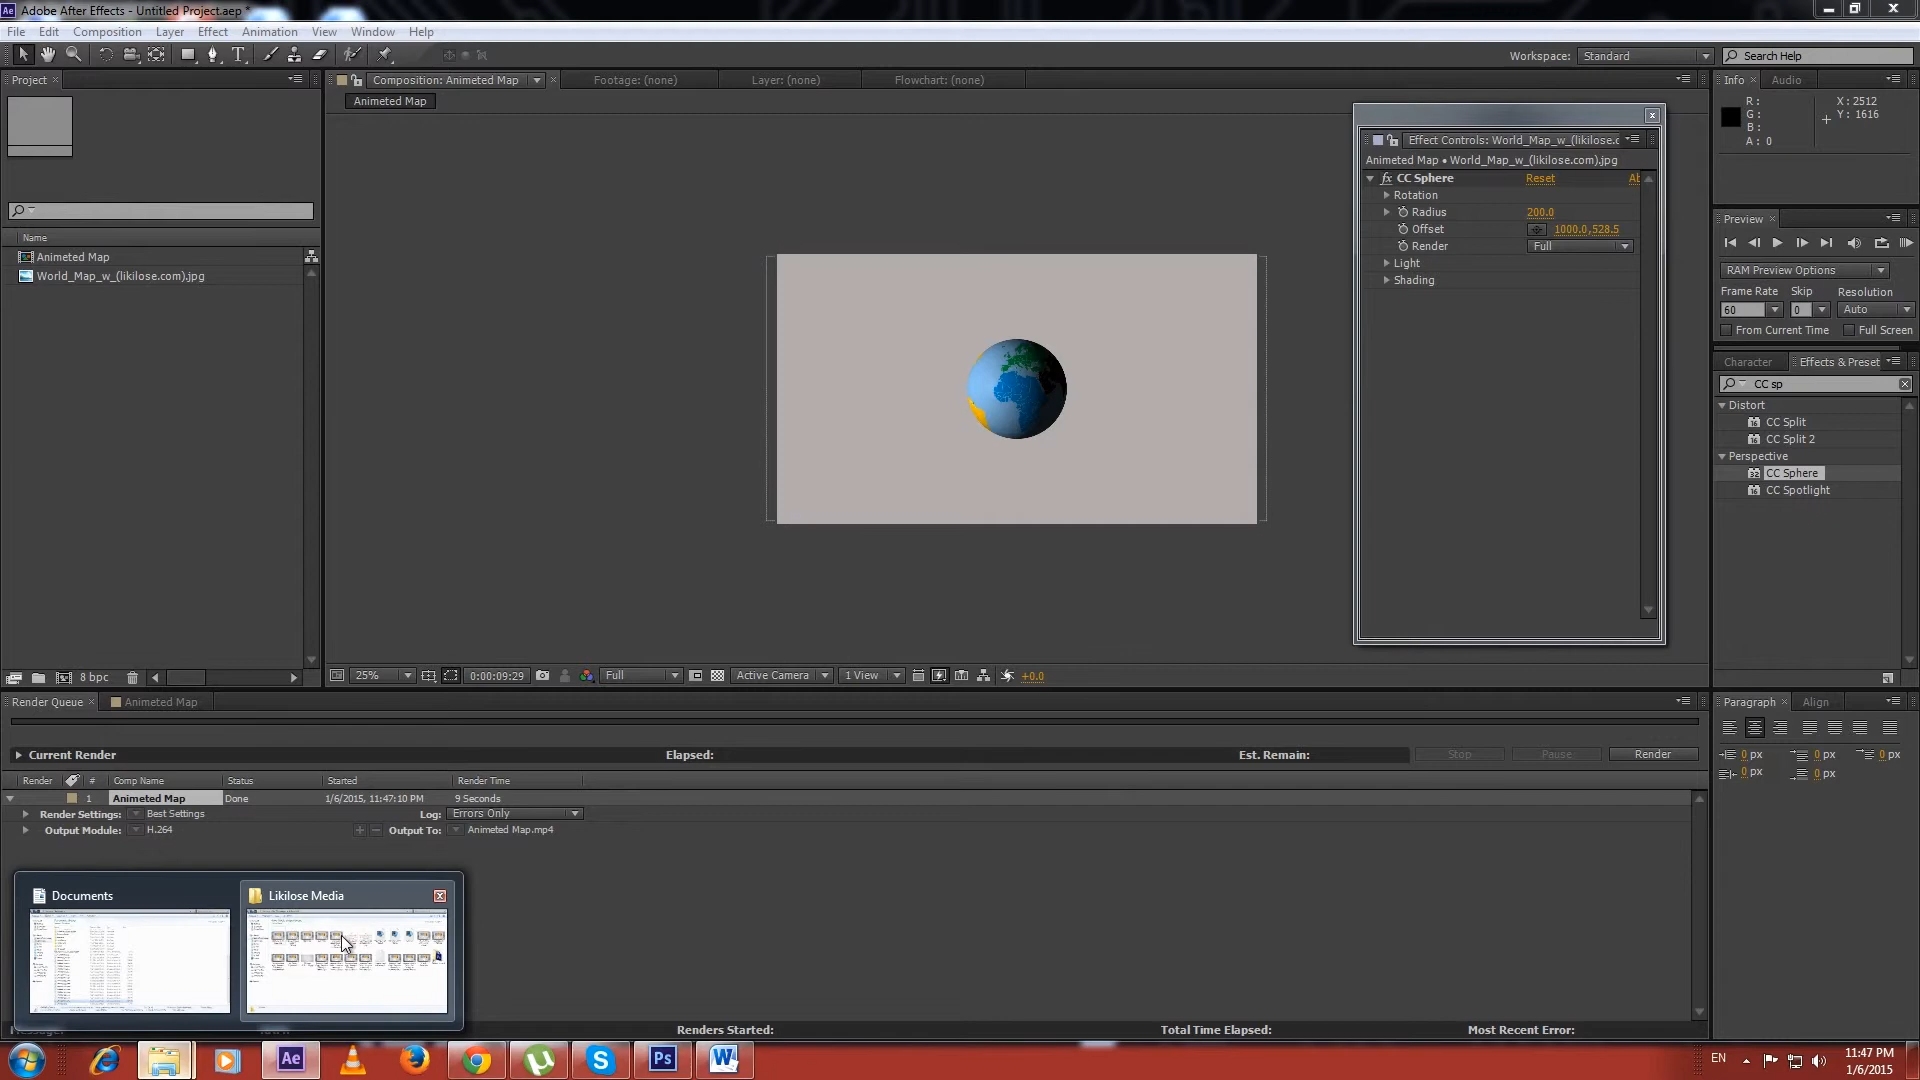 Adobe After Effects - Untitled Project.aep *
File Edit Composition Layer Effect Animation View Window Help
Workspace: Standard Search Help
Project
Composition: Animeted Map Footage: (none) Layer: (none) Flowchart: (none)
Animeted Map
Info Audio
R: X: 2512
G: Y: 1616
B:
A: 0
Effect Controls: World_Map_w_(likilose.c
Animeted Map • World_Map_w_(likilose.com).jpg
fx CC Sphere Reset Ab
Rotation
Radius 200.0
Offset 1000.0,528.5
Render Full
Light
Shading
Name
Animeted Map
World_Map_w_(likilose.com).jpg
Preview
RAM Preview Options
Frame Rate Skip Resolution
60 0 Auto
From Current Time Full Screen
Character Effects & Preset
CC sp
Distort
CC Split
CC Split 2
Perspective
CC Sphere
CC Spotlight
8 bpc
25% 0:00:09:29 Full Active Camera 1 View +0.0
Render Queue Animeted Map
Current Render Elapsed: Est. Remain: Stop Pause Render
Render # Comp Name Status Started Render Time
1 Animeted Map Done 1/6/2015, 11:47:10 PM 9 Seconds
Render Settings: Best Settings Log: Errors Only
Output Module: H.264 Output To: Animeted Map.mp4
Paragraph Align
0 px 0 px 0 px
0 px 0 px
Documents Likilose Media
Renders Started: Total Time Elapsed: Most Recent Error:
Ae Ps W
EN 11:47 PM
1/6/2015